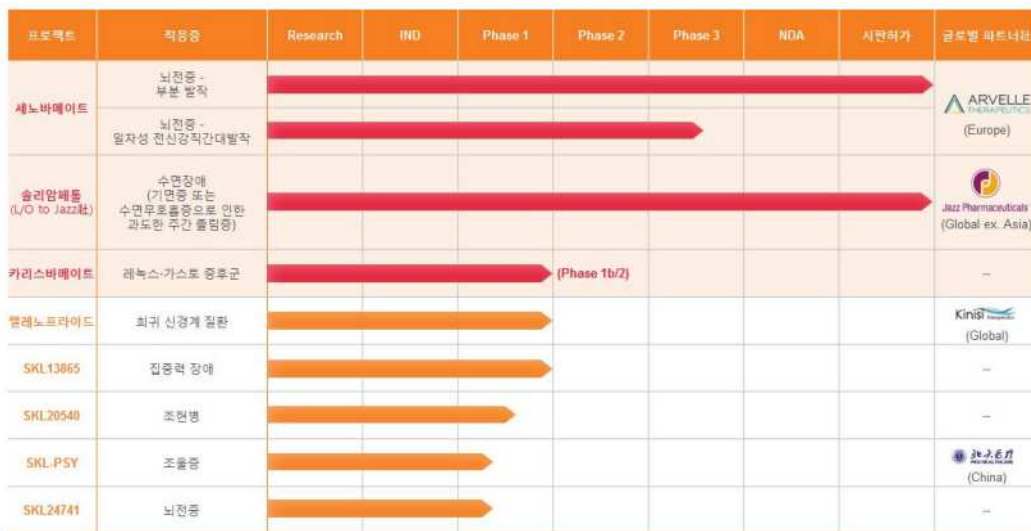 프로젝트 적응증 Research IND Phase 1 Phase 2 Phase 3 NDA 시판허가 글로벌 파트너社
세노바메이트
뇌전증 -
부분 발작
뇌전증 -
일차성 전신강직간대발작
ARVELLE
THERAPEUTICS
(Europe)
솔리암페톨
(L/O to Jazz社)
수면장애
(기면증 또는
수면무호흡증으로 인한
과도한 주간 졸림증)
Jazz Pharmaceuticals
(Global ex. Asia)
카리스바메이트 레녹스-가스토 증후군 (Phase 1b/2) –
렐레노프라이드 희귀 신경계 질환
Kinisi
(Global)
SKL13865 집중력 장애 –
SKL20540 조현병 –
SKL-PSY 조울증
北大医疗
PKU HEALTHCARE
(China)
SKL24741 뇌전증 –